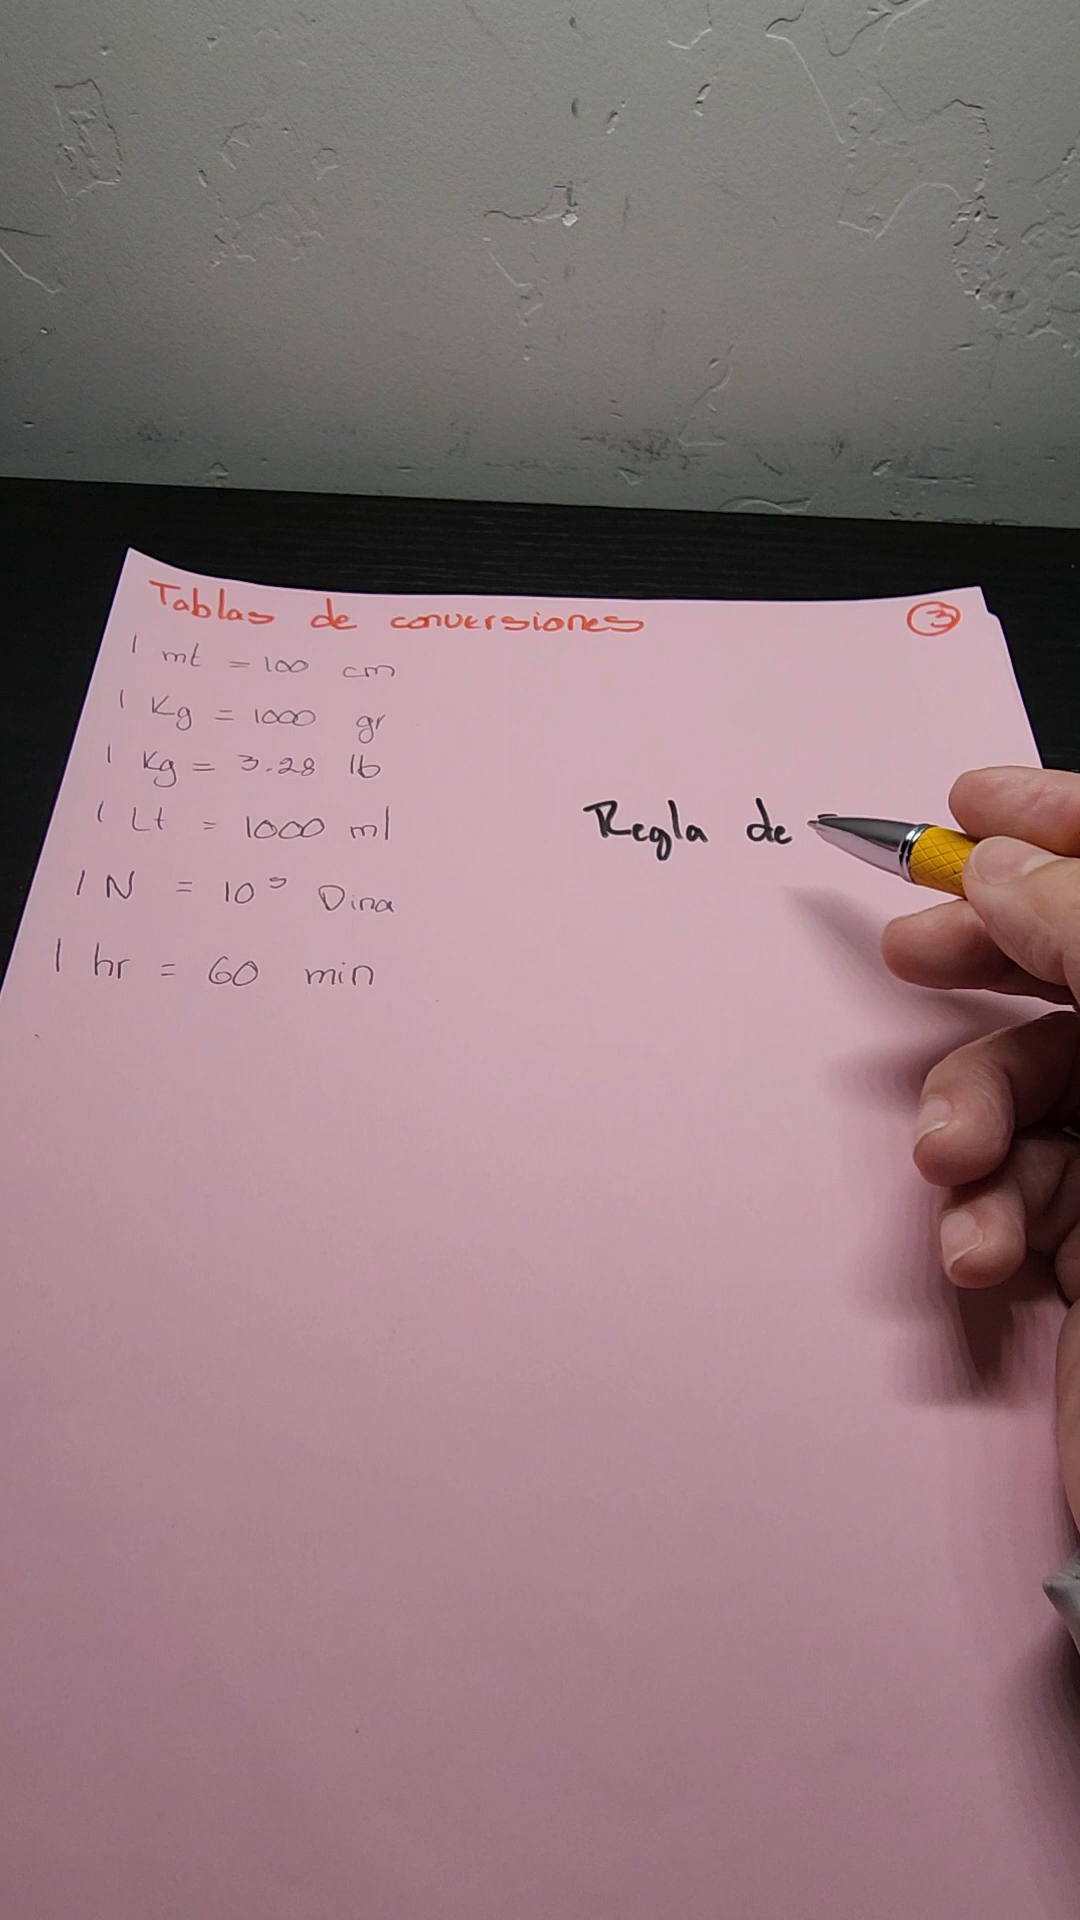 Tablas de conversiones
3
1 mt = 100 cm
1 Kg = 1000 gr
1 Kg = 3.28 lb
1 Lt = 1000 ml
1 N = 10⁵ Dina
1 hr = 60 min
Regla de